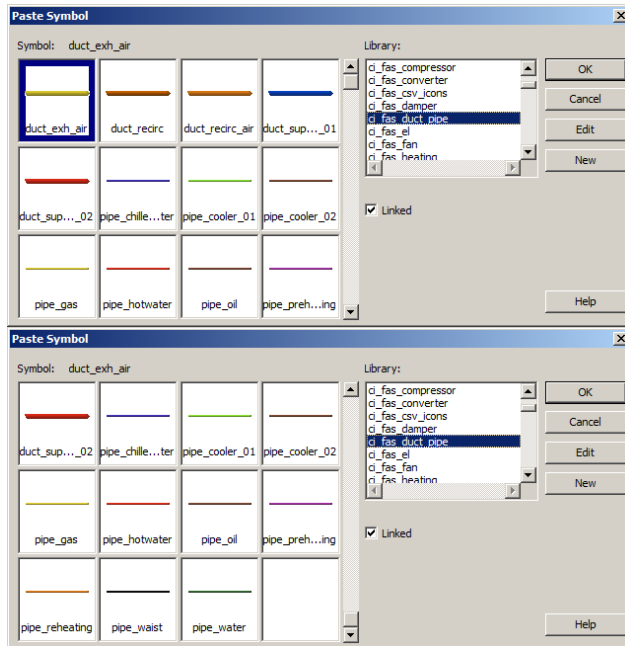 Paste Symbol
Symbol: duct_exh_air
Library:
duct_exh_air
duct_recirc
duct_recirc_air
duct_sup..._01
duct_sup..._02
pipe_chille...ter
pipe_cooler_01
pipe_cooler_02
pipe_gas
pipe_hotwater
pipe_oil
pipe_preh...ing
ci_fas_compressor
ci_fas_converter
ci_fas_csv_icons
ci_fas_damper
ci_fas_duct_pipe
ci_fas_el
ci_fas_fan
ci_fas_heating
Linked
OK
Cancel
Edit
New
Help
Paste Symbol
Symbol: duct_exh_air
Library:
duct_sup..._02
pipe_chille...ter
pipe_cooler_01
pipe_cooler_02
pipe_gas
pipe_hotwater
pipe_oil
pipe_preh...ing
pipe_reheating
pipe_waist
pipe_water
ci_fas_compressor
ci_fas_converter
ci_fas_csv_icons
ci_fas_damper
ci_fas_duct_pipe
ci_fas_el
ci_fas_fan
ci_fas_heating
Linked
OK
Cancel
Edit
New
Help